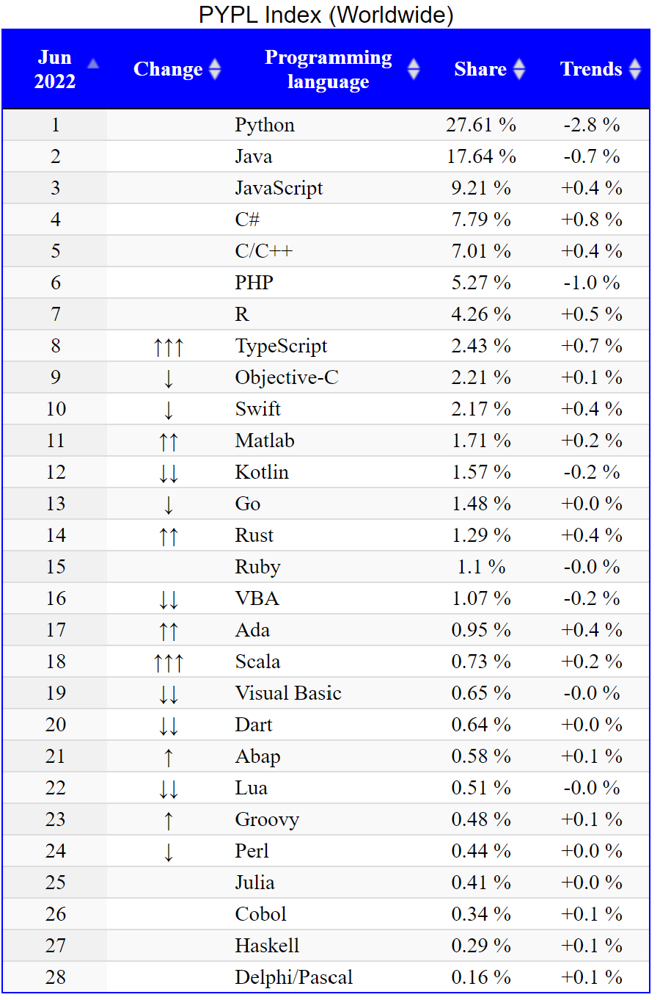 PYPL Index (Worldwide)
Jun 2022 Change Programming language Share Trends
1 Python 27.61 % -2.8 %
2 Java 17.64 % -0.7 %
3 JavaScript 9.21 % +0.4 %
4 C# 7.79 % +0.8 %
5 C/C++ 7.01 % +0.4 %
6 PHP 5.27 % -1.0 %
7 R 4.26 % +0.5 %
8 ↑↑↑ TypeScript 2.43 % +0.7 %
9 ↓ Objective-C 2.21 % +0.1 %
10 ↓ Swift 2.17 % +0.4 %
11 ↑↑ Matlab 1.71 % +0.2 %
12 ↓↓ Kotlin 1.57 % -0.2 %
13 ↓ Go 1.48 % +0.0 %
14 ↑↑ Rust 1.29 % +0.4 %
15 Ruby 1.1 % -0.0 %
16 ↓↓ VBA 1.07 % -0.2 %
17 ↑↑ Ada 0.95 % +0.4 %
18 ↑↑↑ Scala 0.73 % +0.2 %
19 ↓↓ Visual Basic 0.65 % -0.0 %
20 ↓↓ Dart 0.64 % +0.0 %
21 ↑ Abap 0.58 % +0.1 %
22 ↓↓ Lua 0.51 % -0.0 %
23 ↑ Groovy 0.48 % +0.1 %
24 ↓ Perl 0.44 % +0.0 %
25 Julia 0.41 % +0.0 %
26 Cobol 0.34 % +0.1 %
27 Haskell 0.29 % +0.1 %
28 Delphi/Pascal 0.16 % +0.1 %